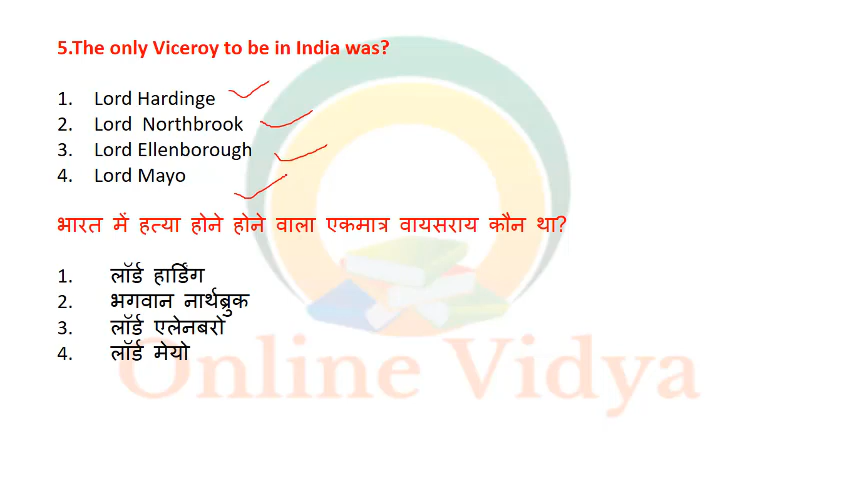 5.The only Viceroy to be in India was?
1. Lord Hardinge
2. Lord Northbrook
3. Lord Ellenborough
4. Lord Mayo
भारत में हत्या होने होने वाला एकमात्र वायसराय कौन था?
1. लॉर्ड हार्डिंग
2. भगवान नार्थब्रुक
3. लॉर्ड एलेनबरो
4. लॉर्ड मेयो
Online Vidya